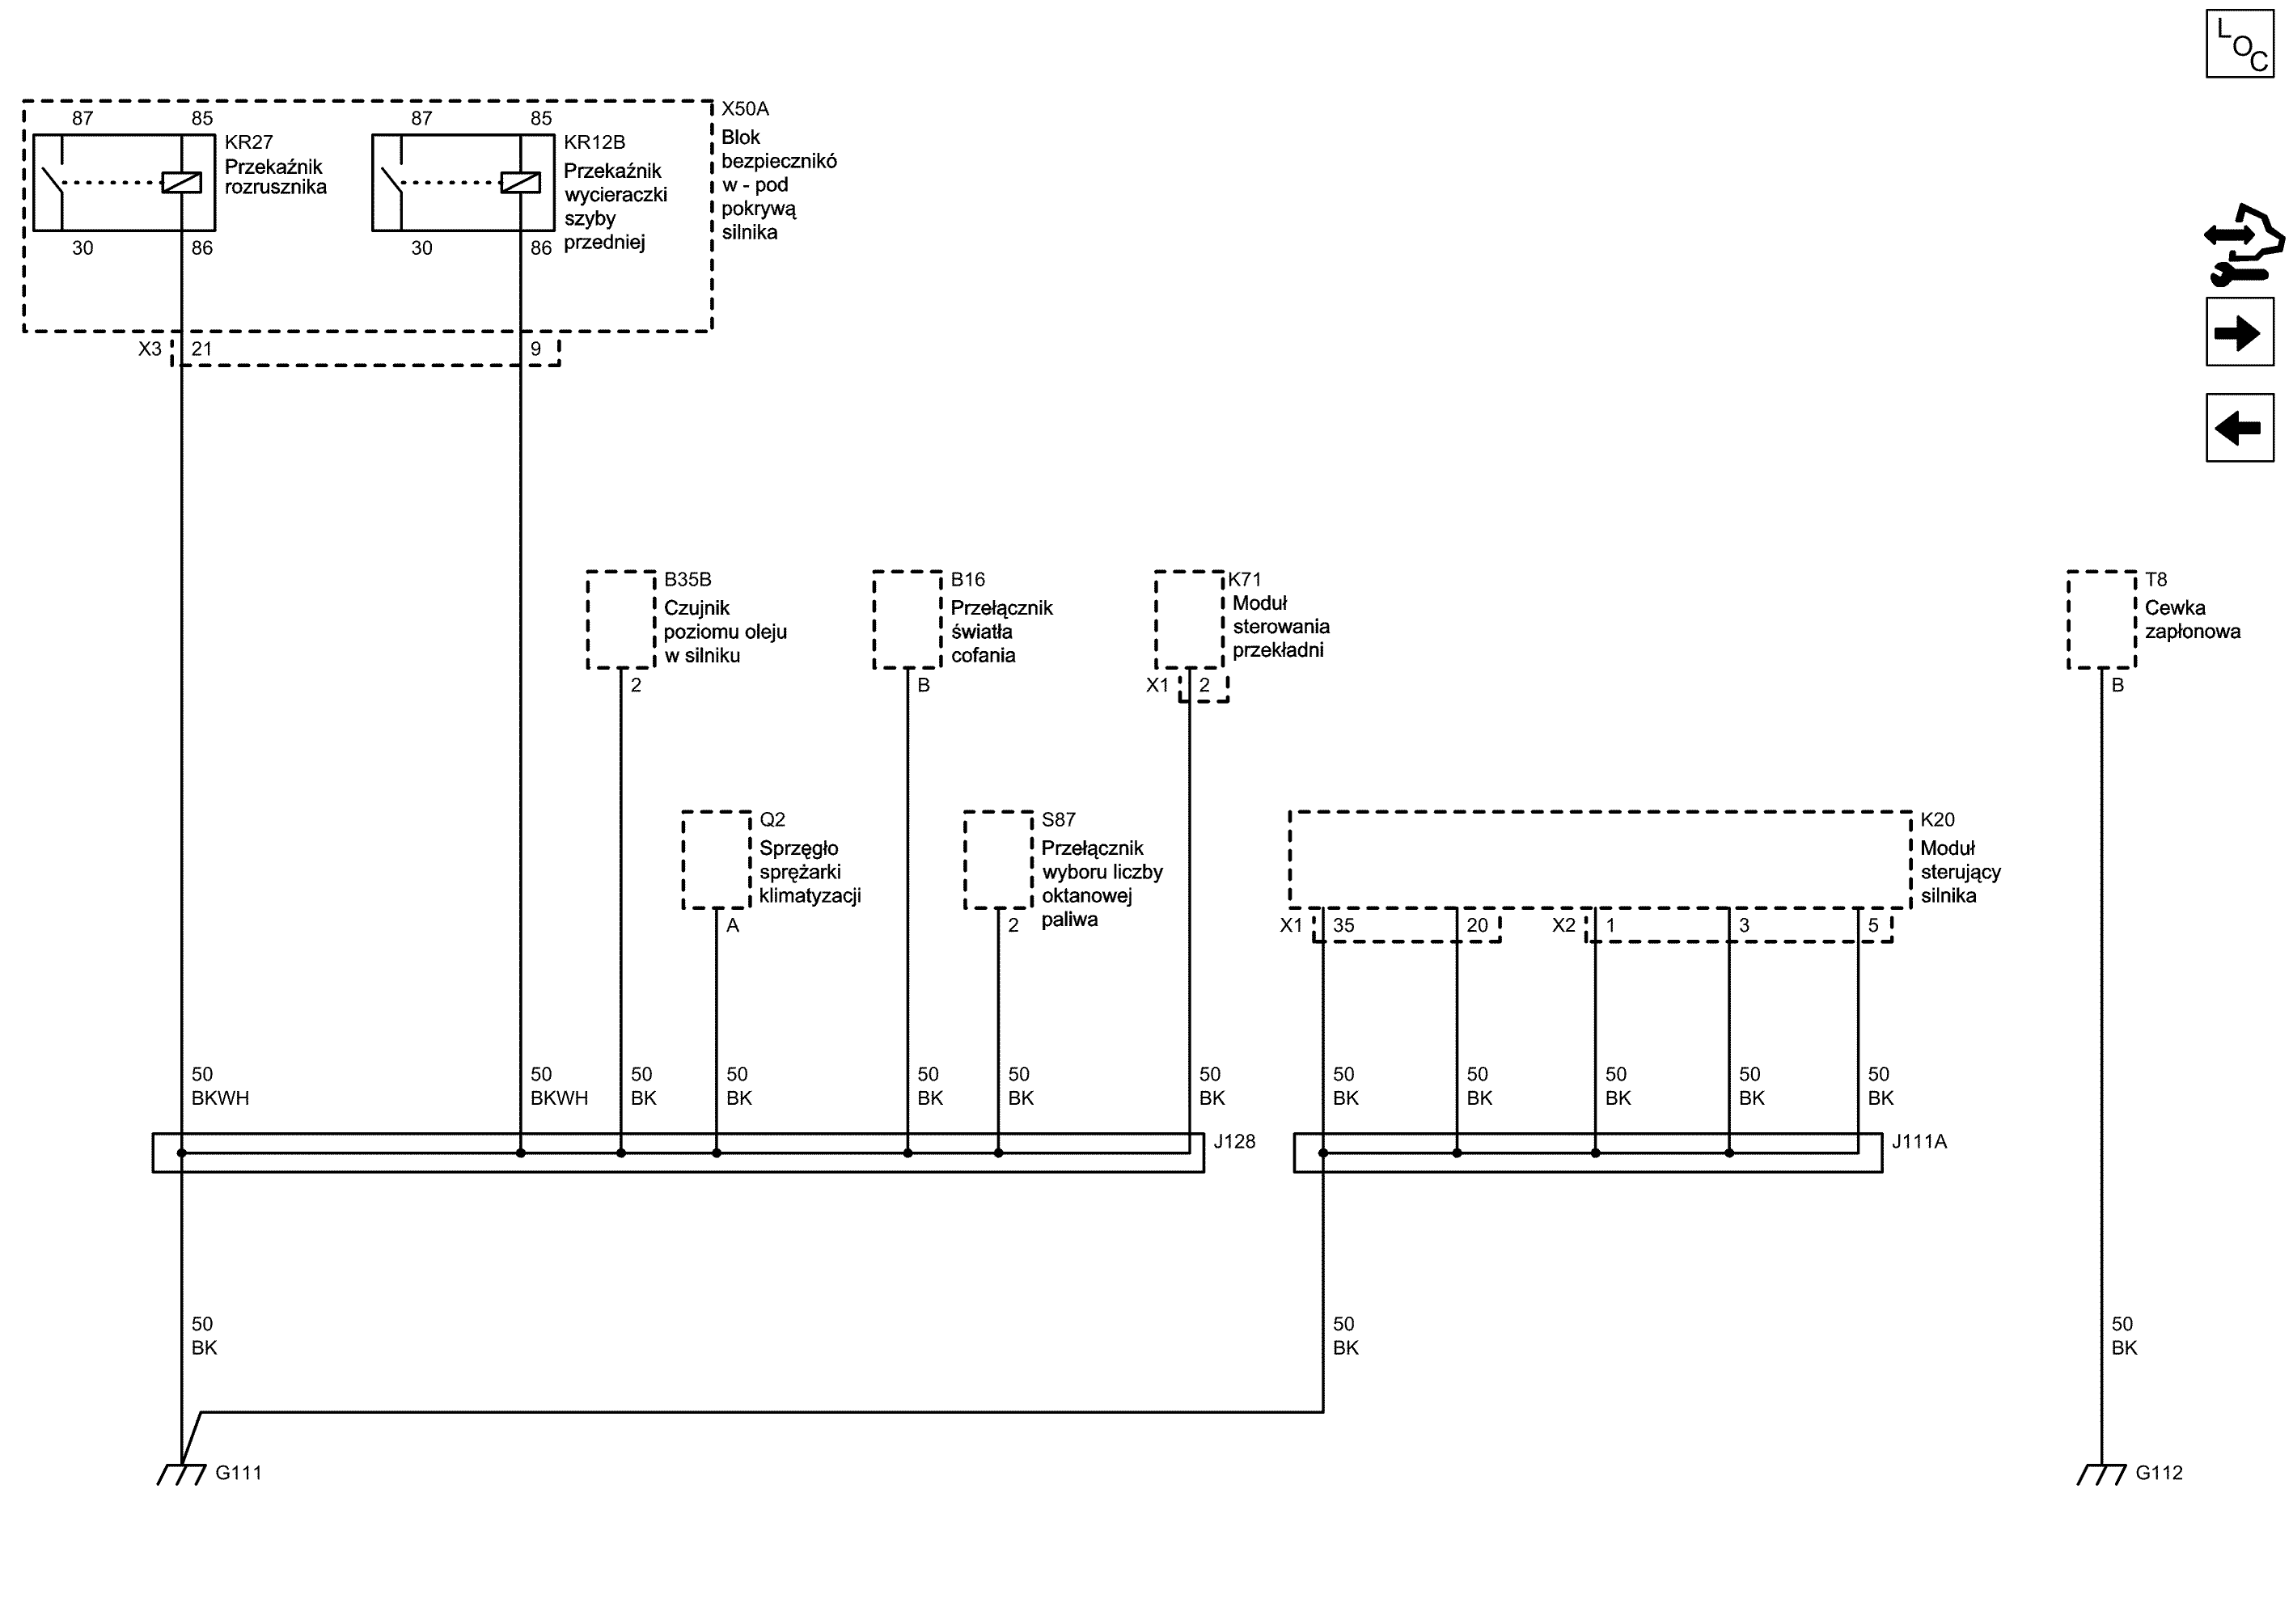 LOC
X50A
Blok
bezpiecznikó
w - pod
pokrywą
silnika
87 85
KR27
Przekaźnik
rozrusznika
30 86
87 85
KR12B
Przekaźnik
wycieraczki
szyby
przedniej
30 86
X3 21 9
B35B
Czujnik
poziomu oleju
w silniku
2
B16
Przełącznik
światła
cofania
B
K71
Moduł
sterowania
przekładni
X1 2
T8
Cewka
zapłonowa
B
Q2
Sprzęgło
sprężarki
klimatyzacji
A
S87
Przełącznik
wyboru liczby
oktanowej
paliwa
2
K20
Moduł
sterujący
silnika
X1 35 20 X2 1 3 5
50 50 50 50 50 50 50 50 50 50 50 50
BKWH BKWH BK BK BK BK BK BK BK BK BK BK
J128 J111A
50 50 50
BK BK BK
G111 G112